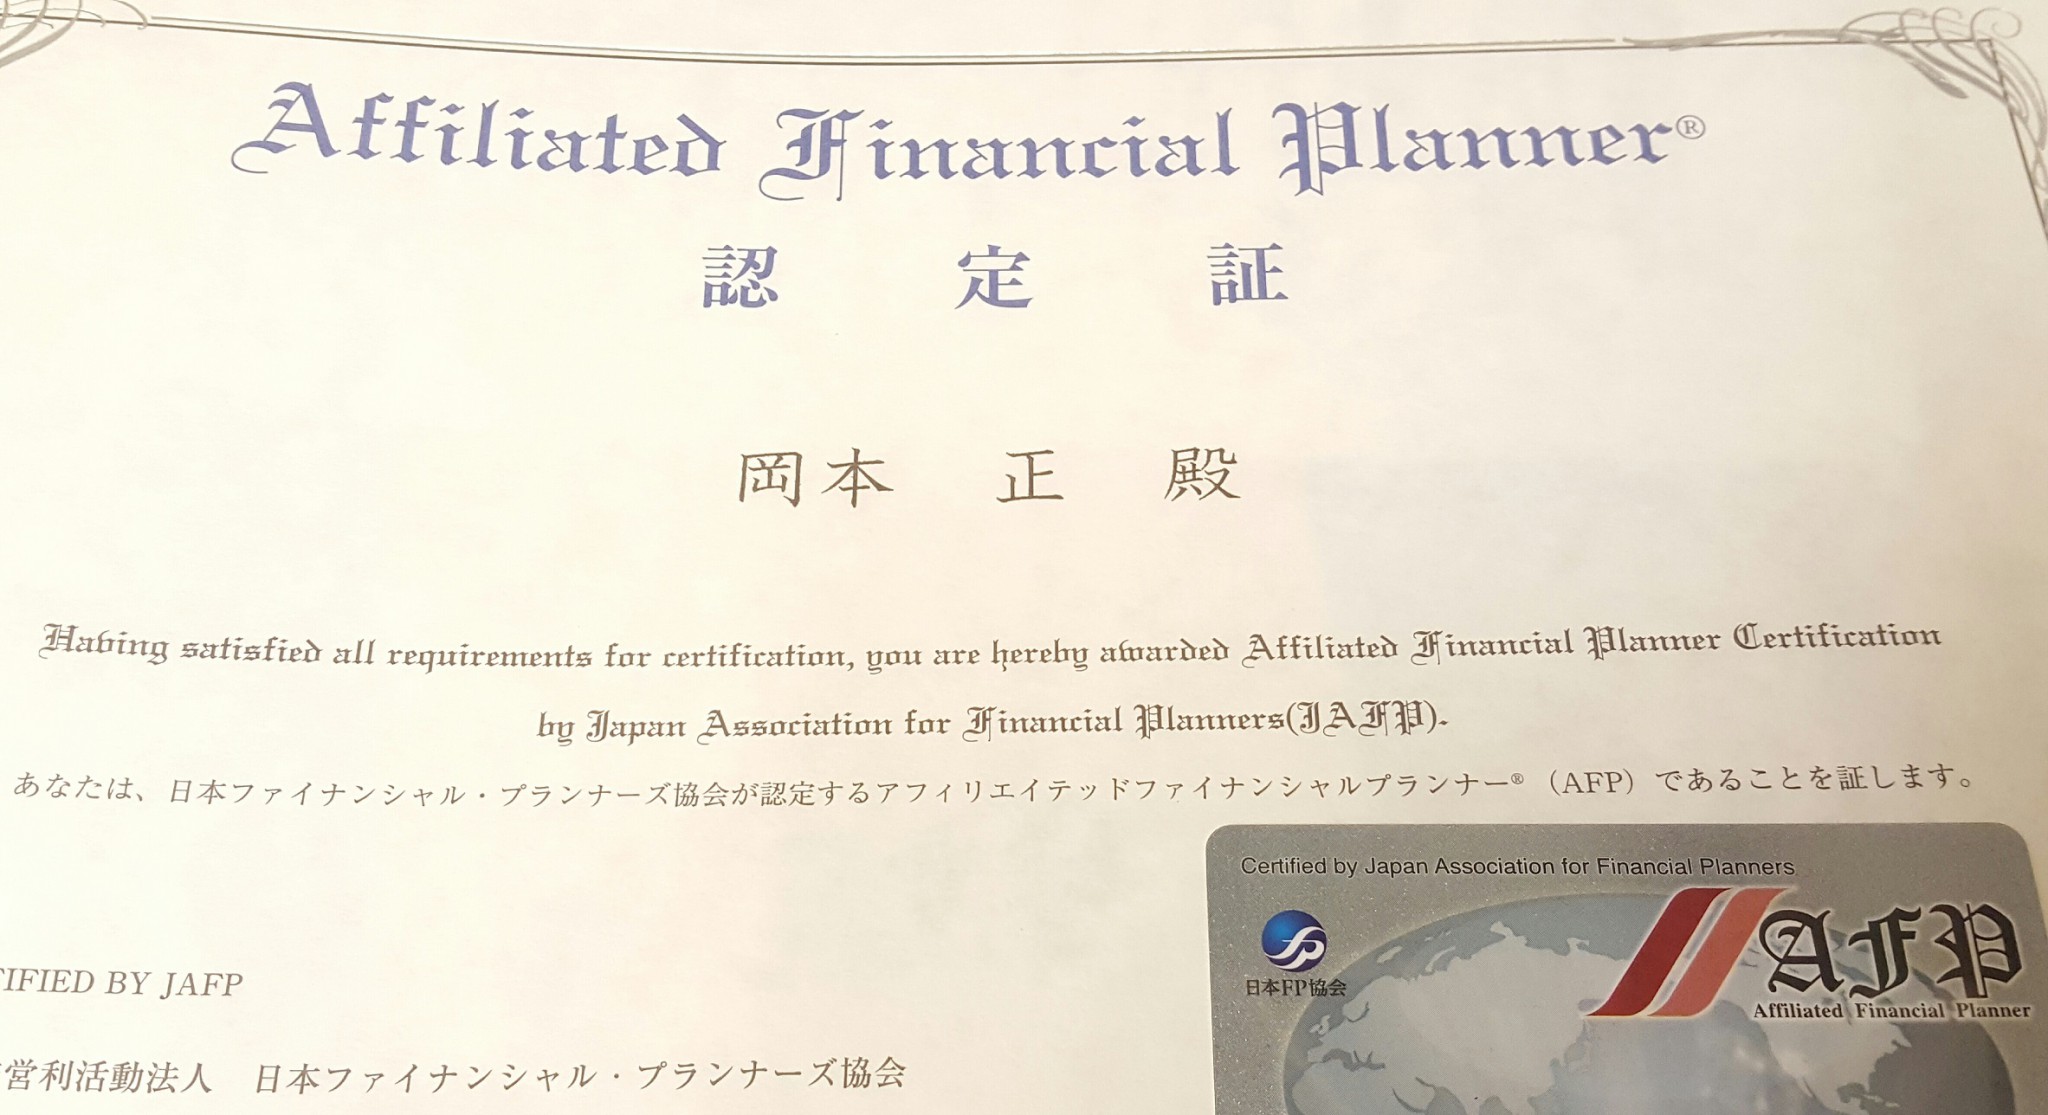 Affiliated Financial Planner®
認定証
岡本 正 殿
Having satisfied all requirements for certification, you are hereby awarded Affiliated Financial Planner Certification
by Japan Association for Financial Planners(JAFP).
あなたは、日本ファイナンシャル・プランナーズ協会が認定するアフィリエイテッドファイナンシャルプランナー®（AFP）であることを証します。
Certified by Japan Association for Financial Planners
日本FP協会
AFP
Affiliated Financial Planner
TIFIED BY JAFP
営利活動法人 日本ファイナンシャル・プランナーズ協会